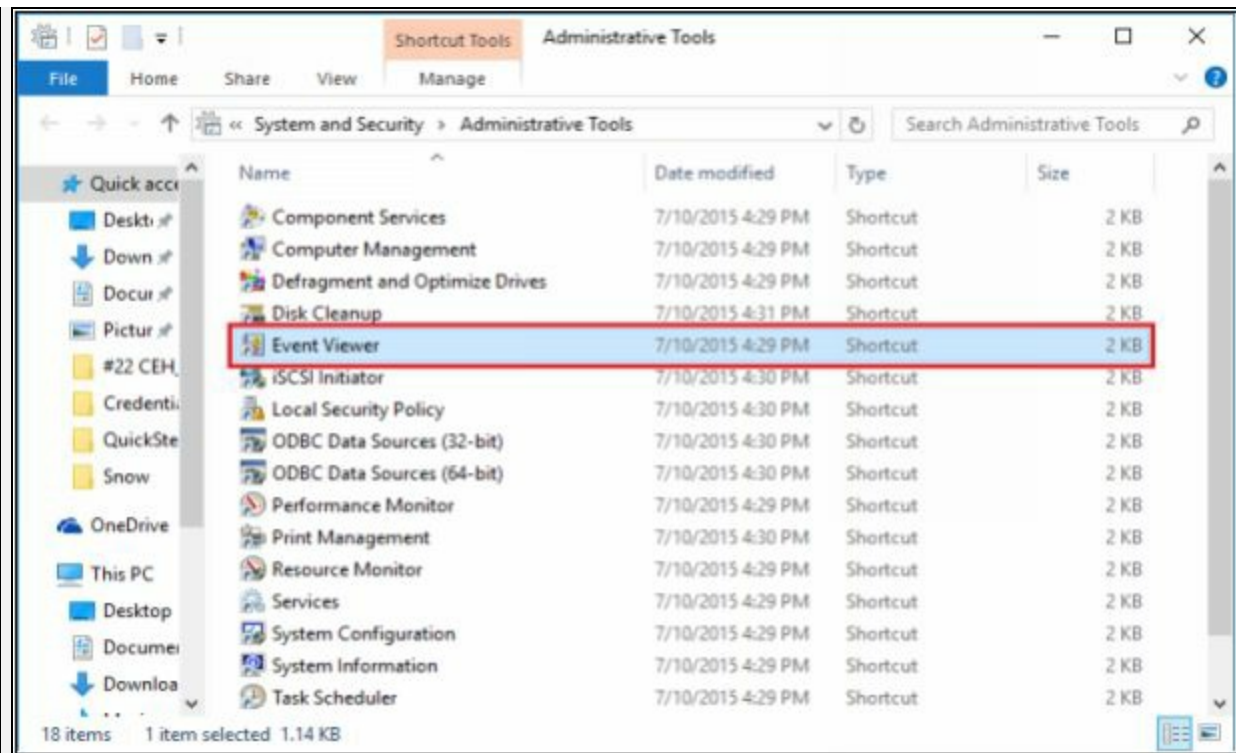 Shortcut Tools Administrative Tools
File Home Share View Manage
« System and Security › Administrative Tools Search Administrative Tools
Name Date modified Type Size
Quick acce
Deskt
Down
Docur
Pictur
#22 CEH_
Credentia
QuickSte
Snow
OneDrive
This PC
Desktop
Documei
Downloa
Component Services 7/10/2015 4:29 PM Shortcut 2 KB
Computer Management 7/10/2015 4:29 PM Shortcut 2 KB
Defragment and Optimize Drives 7/10/2015 4:29 PM Shortcut 2 KB
Disk Cleanup 7/10/2015 4:31 PM Shortcut 2 KB
Event Viewer 7/10/2015 4:29 PM Shortcut 2 KB
iSCSI Initiator 7/10/2015 4:30 PM Shortcut 2 KB
Local Security Policy 7/10/2015 4:30 PM Shortcut 2 KB
ODBC Data Sources (32-bit) 7/10/2015 4:30 PM Shortcut 2 KB
ODBC Data Sources (64-bit) 7/10/2015 4:30 PM Shortcut 2 KB
Performance Monitor 7/10/2015 4:29 PM Shortcut 2 KB
Print Management 7/10/2015 4:30 PM Shortcut 2 KB
Resource Monitor 7/10/2015 4:29 PM Shortcut 2 KB
Services 7/10/2015 4:29 PM Shortcut 2 KB
System Configuration 7/10/2015 4:29 PM Shortcut 2 KB
System Information 7/10/2015 4:29 PM Shortcut 2 KB
Task Scheduler 7/10/2015 4:29 PM Shortcut 2 KB
18 items 1 item selected 1.14 KB